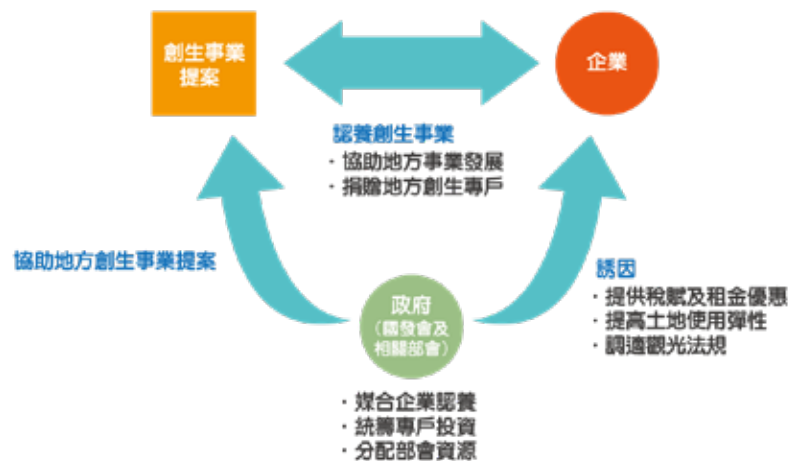 創生事業
提案
企業
認養創生事業
·協助地方事業發展
·捐贈地方創生專戶
協助地方創生事業提案
誘因
·提供稅賦及租金優惠
·提高土地使用彈性
·調適觀光法規
政府
(國發會及
相關部會)
·媒合企業認養
·統籌專戶投資
·分配部會資源